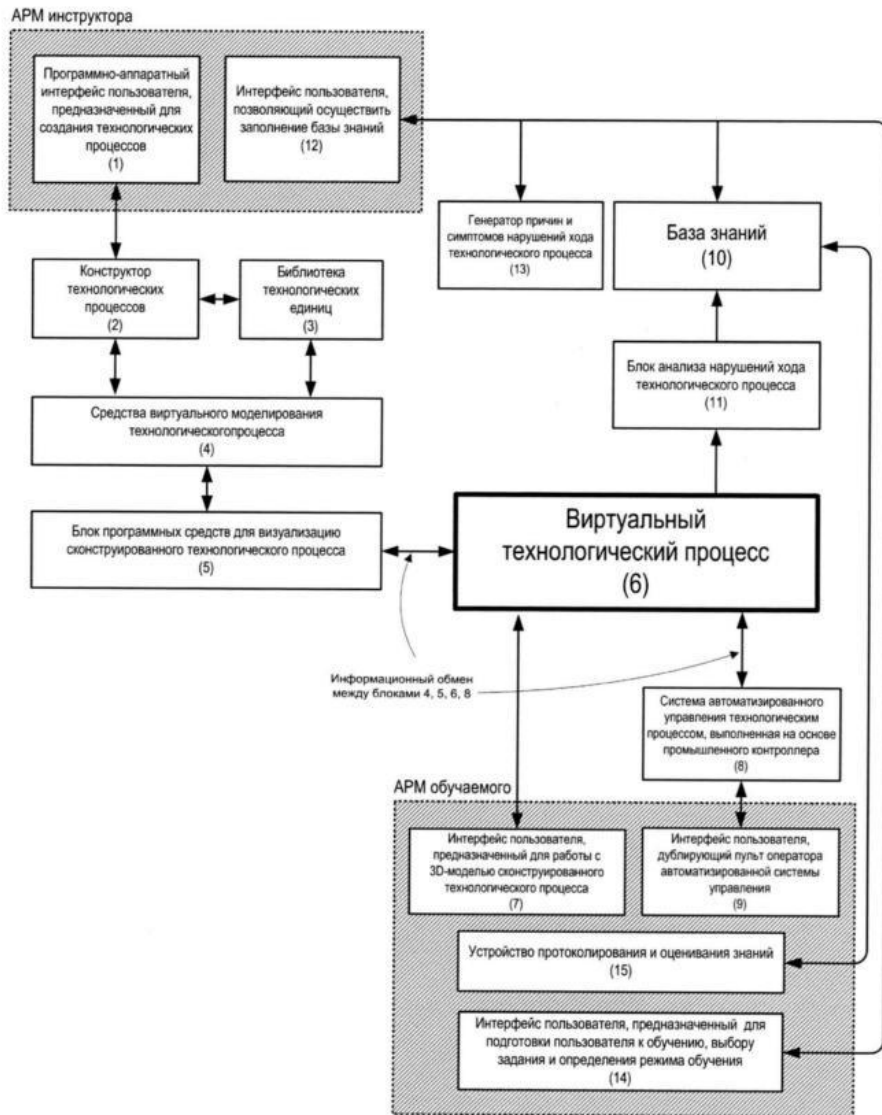 АРМ инструктора
Программно-аппаратный
интерфейс пользователя,
предназначенный для
создания технологических
процессов
(1)
Интерфейс пользователя,
позволяющий осуществить
заполнение базы знаний
(12)
Генератор причин и
симптомов нарушений хода
технологического процесса
(13)
База знаний
(10)
Конструктор
технологических
процессов
(2)
Библиотека
технологических
единиц
(3)
Блок анализа нарушений хода
технологического процесса
(11)
Средства виртуального моделирования
технологическогопроцесса
(4)
Блок программных средств для визуализацию
сконструированного технологического процесса
(5)
Виртуальный
технологический процесс
(6)
Информационный обмен
между блоками 4, 5, 6, 8
Система автоматизированного
управления технологическим
процессом, выполненная на основе
промышленного контроллера
(8)
АРМ обучаемого
Интерфейс пользователя,
предназначенный для работы с
3D-моделью сконструированного
технологического процесса
(7)
Интерфейс пользователя,
дублирующий пульт оператора
автоматизированной системы
управления
(9)
Устройство протоколирования и оценивания знаний
(15)
Интерфейс пользователя, предназначенный для
подготовки пользователя к обучению, выбору
задания и определения режима обучения
(14)